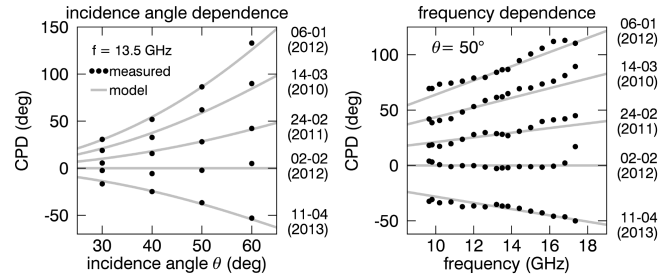 incidence angle dependence
150
100
50
0
-50
CPD (deg)
f = 13.5 GHz
measured
model
30 40 50 60
incidence angle θ (deg)
06-01
(2012)
14-03
(2010)
24-02
(2011)
02-02
(2012)
11-04
(2013)
frequency dependence
100
50
0
-50
CPD (deg)
θ= 50°
10 12 14 16 18
frequency (GHz)
06-01
(2012)
14-03
(2010)
24-02
(2011)
02-02
(2012)
11-04
(2013)